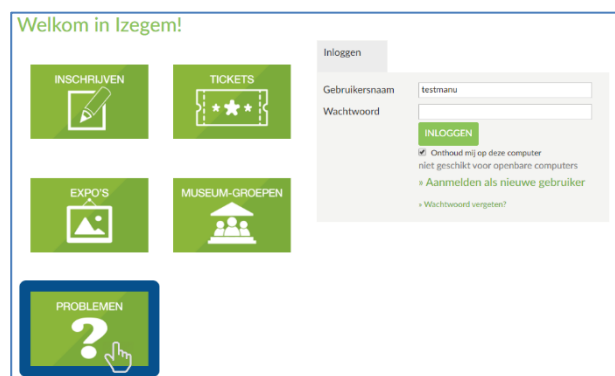 Welkom in Izegem!
INSCHRIJVEN
TICKETS
EXPO'S
MUSEUM-GROEPEN
PROBLEMEN
?
Inloggen
Gebruikersnaam
testmanu
Wachtwoord
INLOGGEN
Onthoud mij op deze computer
niet geschikt voor openbare computers
» Aanmelden als nieuwe gebruiker
» Wachtwoord vergeten?